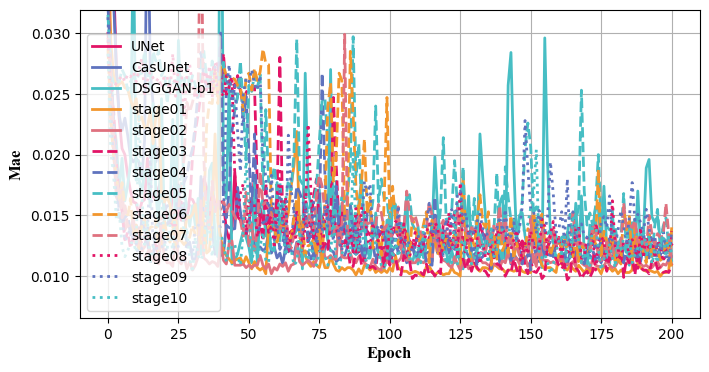 0.030
0.025
0.020
0.015
0.010
Mae
UNet
CasUnet
DSGGAN-b1
stage01
stage02
stage03
stage04
stage05
stage06
stage07
stage08
stage09
stage10
0 25 50 75 100 125 150 175 200
Epoch